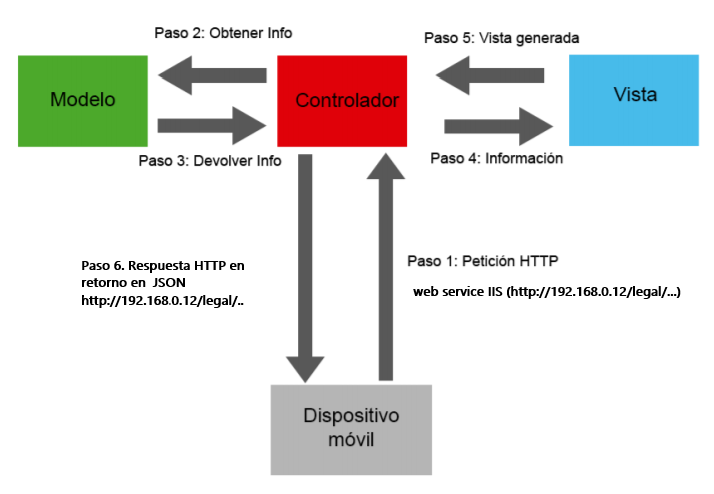 Paso 2: Obtener Info
Paso 5: Vista generada
Modelo
Controlador
Vista
Paso 3: Devolver Info
Paso 4: Información
Paso 6. Respuesta HTTP en
retorno en JSON
http://192.168.0.12/legal/..
Paso 1: Petición HTTP
web service IIS (http://192.168.0.12/legal/...)
Dispositivo
móvil